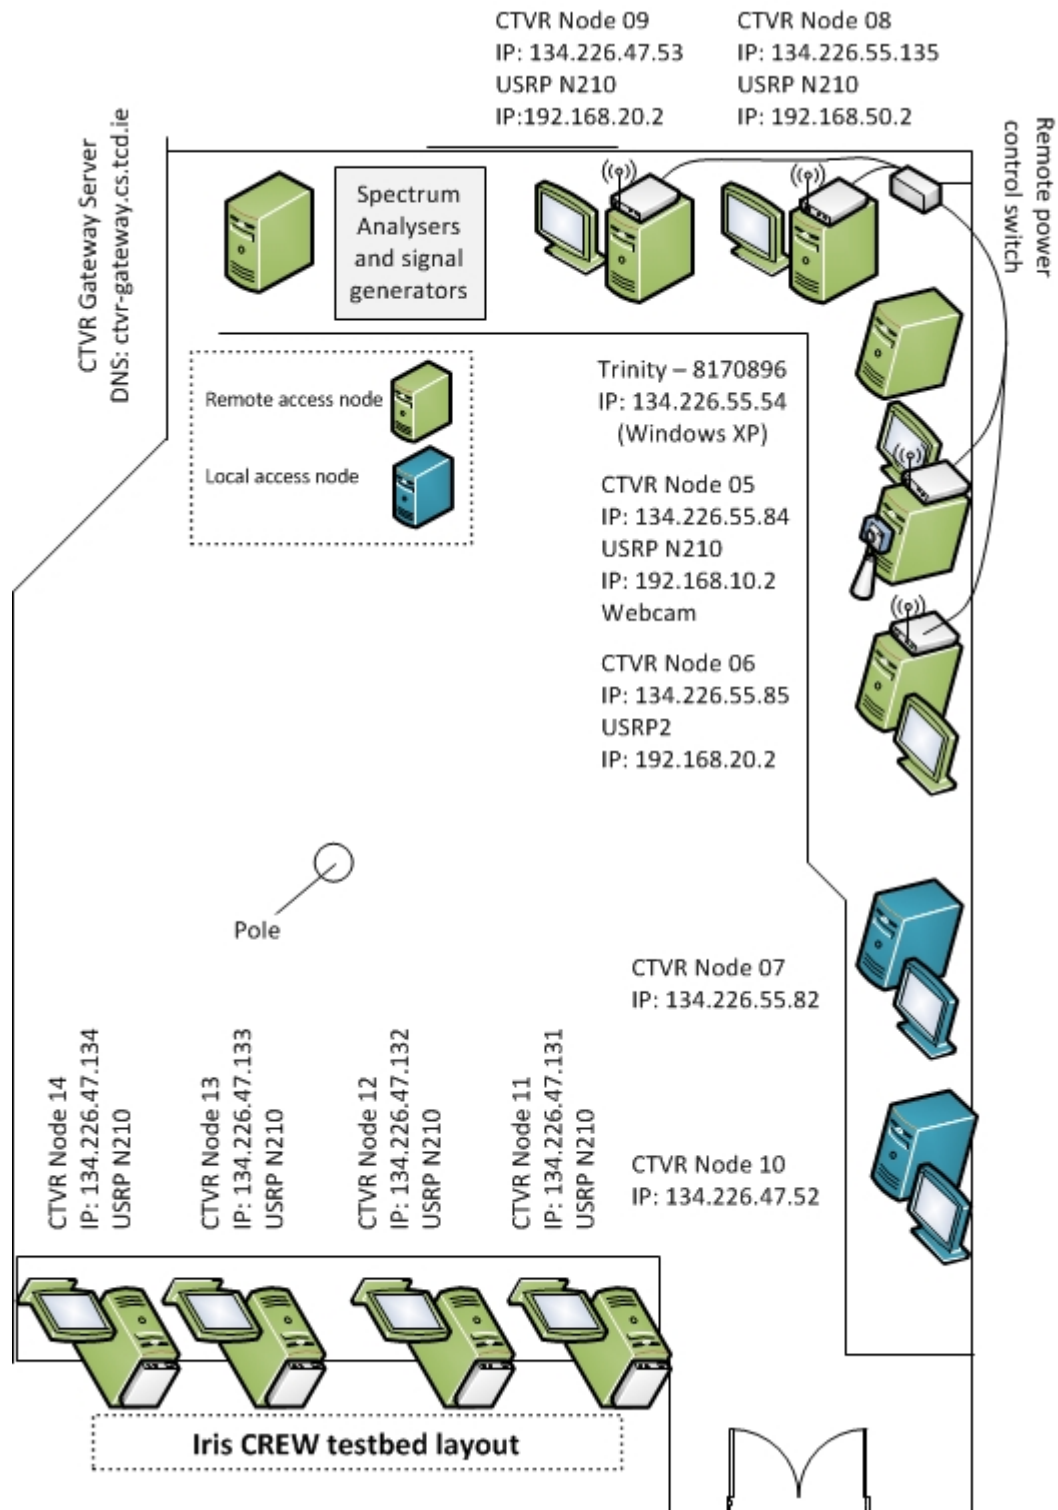 CTVR Node 09
IP: 134.226.47.53
USRP N210
IP:192.168.20.2
CTVR Node 08
IP: 134.226.55.135
USRP N210
IP: 192.168.50.2
Remote power
control switch
CTVR Gateway Server
DNS: ctvr-gateway.cs.tcd.ie
Spectrum
Analysers
and signal
generators
Remote access node
Local access node
Trinity – 8170896
IP: 134.226.55.54
(Windows XP)
CTVR Node 05
IP: 134.226.55.84
USRP N210
IP: 192.168.10.2
Webcam
CTVR Node 06
IP: 134.226.55.85
USRP2
IP: 192.168.20.2
Pole
CTVR Node 07
IP: 134.226.55.82
CTVR Node 14
IP: 134.226.47.134
USRP N210
CTVR Node 13
IP: 134.226.47.133
USRP N210
CTVR Node 12
IP: 134.226.47.132
USRP N210
CTVR Node 11
IP: 134.226.47.131
USRP N210
CTVR Node 10
IP: 134.226.47.52
Iris CREW testbed layout